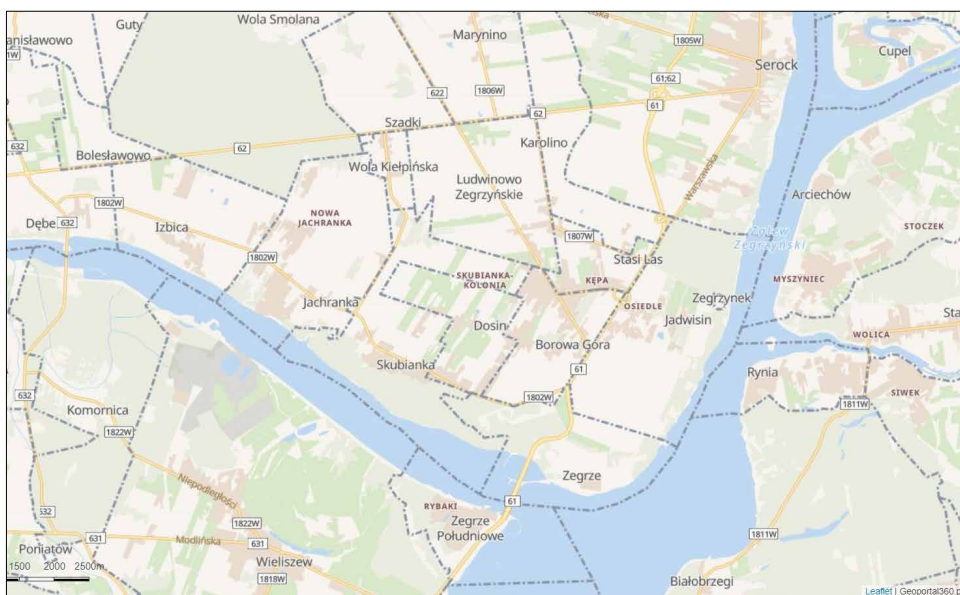 Guty
Wola Smolana
Marynino
1805W
Cupel
Serock
1W
61;62
622
1806W
61
62
Szadki
Karolino
632
Bolesławowo
62
Wola Kiełpińska
Ludwinowo
Zegrzyńskie
Warszawska
Arciechów
1802W
Dębe
632
Izbica
NOWA
JACHRANKA
1807W
STOCZEK
Zegrzyński
Stasi Las
1802W
SKUBIANKA-
KOLONIA
KĘPA
MYSZYNIEC
Jachranka
OSIEDLE
Zegrzynek
Jadwisin
Dosin
Borowa Góra
WOLICA
Skubianka
61
Rynia
632
1802W
SIWEK
Komornica
1811W
1822W
Zegrze
Niepodległości
61
RYBAKI
Zegrze
Południowe
1822W
Modlińska
631
631
1811W
Poniatów
Wieliszew
1500 2000 2500m
1818W
Białobrzegi
Leaflet | Geoportal360.p